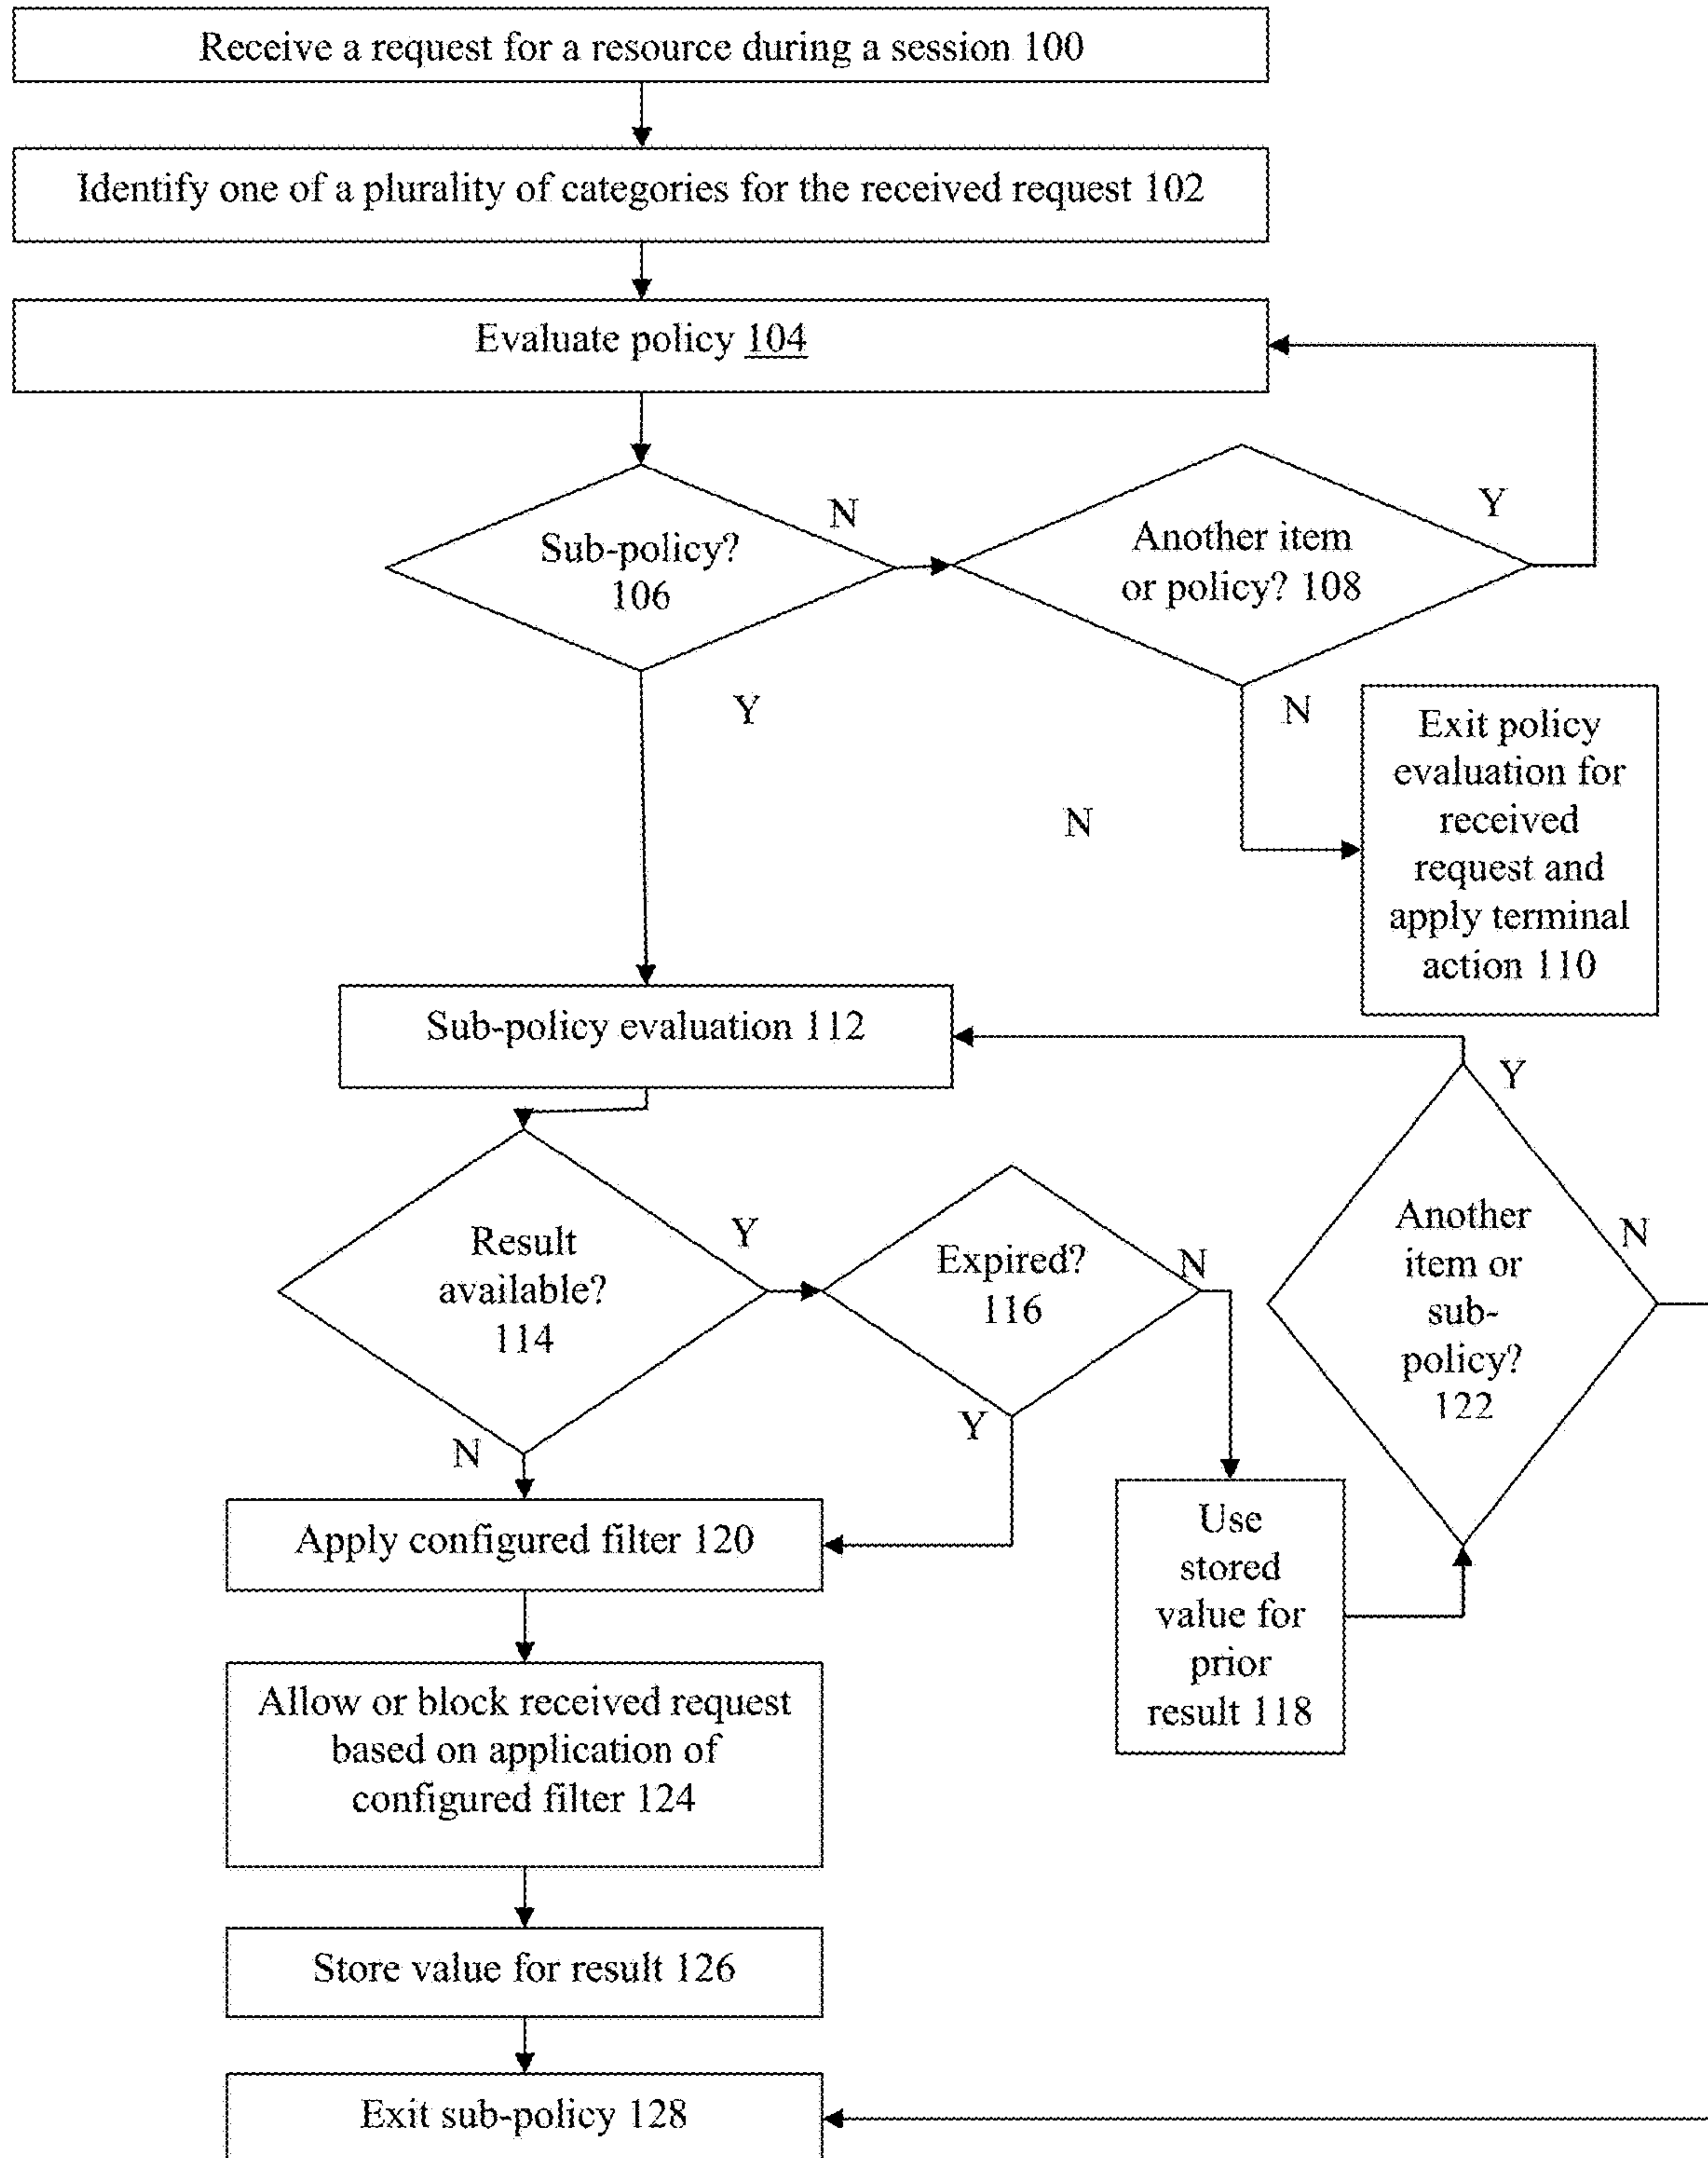 Receive a request for a resource during a session 100
Identify one of a plurality of categories for the received request 102
Evaluate policy 104
Sub-policy?
106
N
Another item
or policy? 108
Y
Y
N
N
Exit policy
evaluation for
received
request and
apply terminal
action 110
Sub-policy evaluation 112
Result
available?
114
Y
N
Expired?
116
N
Y
Another
item or
sub-
policy?
122
Y
N
Use
stored
value for
prior
result 118
Apply configured filter 120
Allow or block received request
based on application of
configured filter 124
Store value for result 126
Exit sub-policy 128